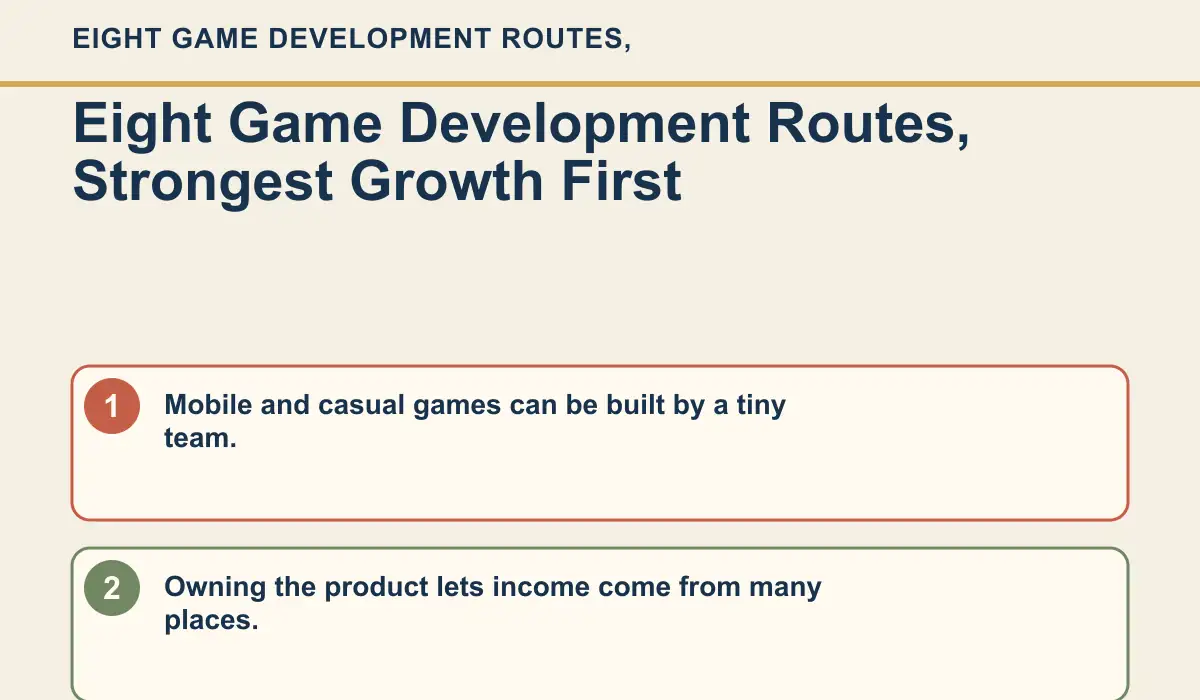 EIGHT GAME DEVELOPMENT ROUTES,
Eight Game Development Routes,
Strongest Growth First
1
Mobile and casual games can be built by a tiny
team.
2
Owning the product lets income come from many
places.